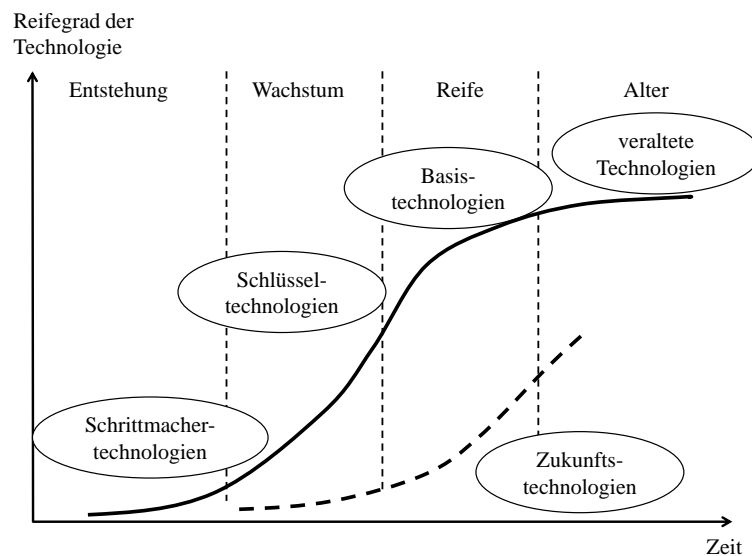 Reifegrad der
Technologie
Entstehung
Wachstum
Reife
Alter
veraltete
Technologien
Basis-
technologien
Schlüssel-
technologien
Schrittmacher-
technologien
Zukunfts-
technologien
Zeit